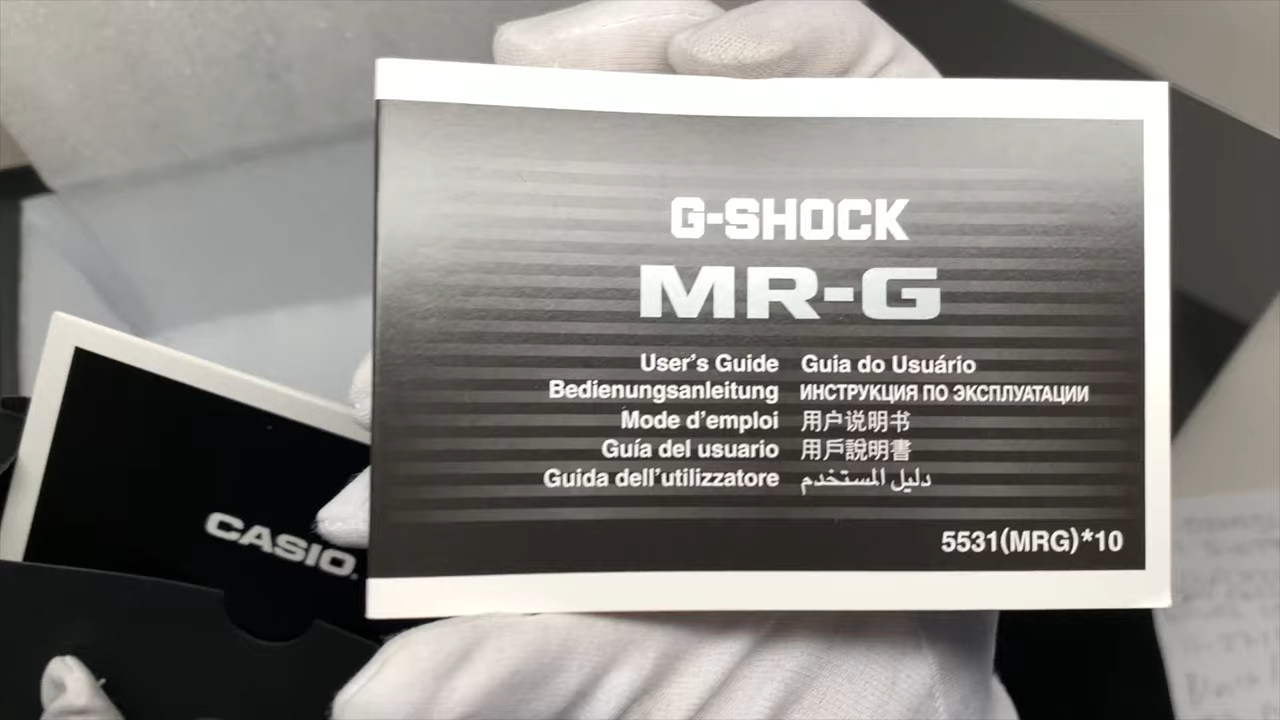 G-SHOCK
MR-G
User's Guide Guia do Usuário
Bedienungsanleitung ИНСТРУКЦИЯ ПО ЭКСПЛУАТАЦИИ
Mode d'emploi 用户说明书
Guía del usuario 用戶說明書
Guida dell'utilizzatore دليل المستخدم
5531(MRG)*10
CASIO.